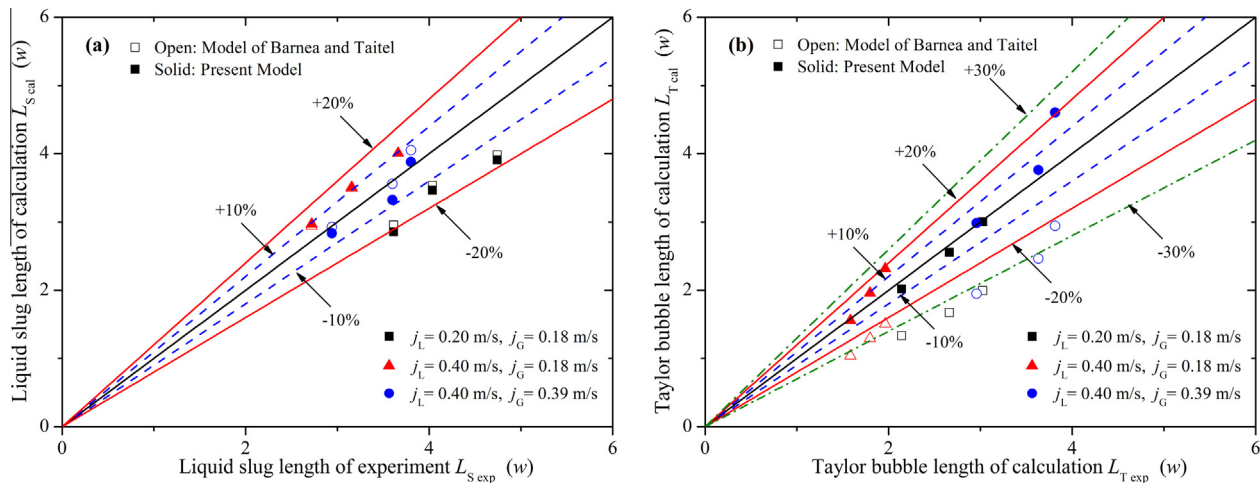 (a)
Open: Model of Barnea and Taitel
Solid: Present Model
+20%
+10%
-20%
-10%
j_L= 0.20 m/s, j_G= 0.18 m/s
j_L= 0.40 m/s, j_G= 0.18 m/s
j_L= 0.40 m/s, j_G= 0.39 m/s
Liquid slug length of calculation L_S cal (w)
6
4
2
0
0 2 4 6
Liquid slug length of experiment L_S exp (w)
(b)
Open: Model of Barnea and Taitel
Solid: Present Model
+30%
+20%
+10%
-30%
-20%
-10%
j_L= 0.20 m/s, j_G= 0.18 m/s
j_L= 0.40 m/s, j_G= 0.18 m/s
j_L= 0.40 m/s, j_G= 0.39 m/s
Taylor bubble length of calculation L_T cal (w)
6
4
2
0
0 2 4 6
Taylor bubble length of calculation L_T exp (w)